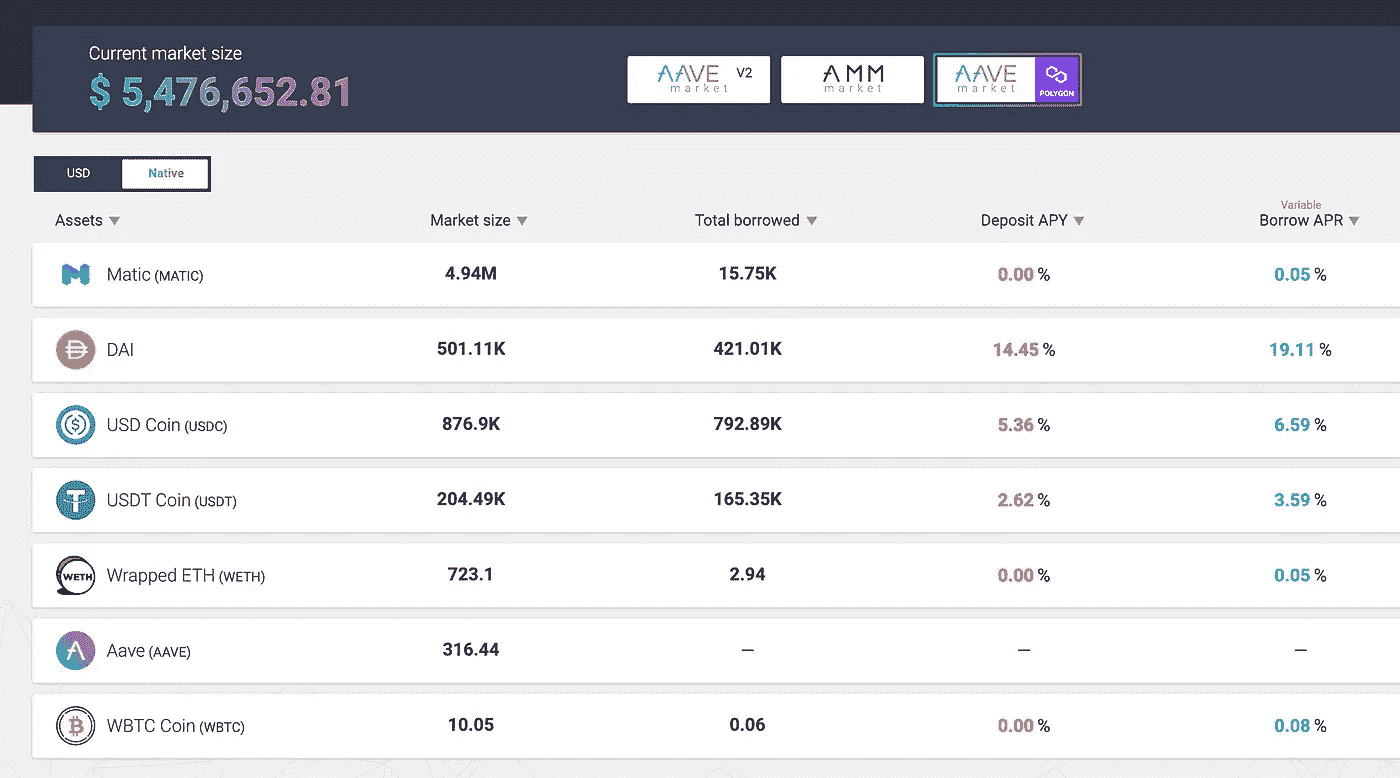 Current market size
$ 5,476,652.81
AAVE V2
market
AMM
market
AAVE
market
POLYGON
USD Native
Variable
Assets Market size Total borrowed Deposit APY Borrow APR
Matic (MATIC) 4.94M 15.75K 0.00 % 0.05 %
DAI 501.11K 421.01K 14.45 % 19.11 %
USD Coin (USDC) 876.9K 792.89K 5.36 % 6.59 %
USDT Coin (USDT) 204.49K 165.35K 2.62 % 3.59 %
WETH Wrapped ETH (WETH) 723.1 2.94 0.00 % 0.05 %
Aave (AAVE) 316.44 — — —
WBTC Coin (WBTC) 10.05 0.06 0.00 % 0.08 %